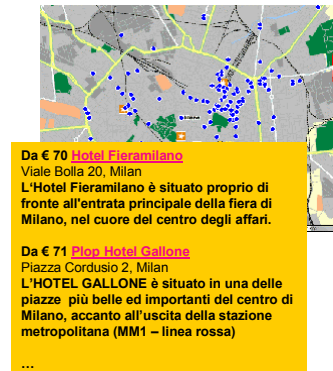 Da € 70 Hotel Fieramilano
Viale Bolla 20, Milan
L'Hotel Fieramilano è situato proprio di
fronte all'entrata principale della fiera di
Milano, nel cuore del centro degli affari.
Da € 71 Plop Hotel Gallone
Piazza Cordusio 2, Milan
L'HOTEL GALLONE è situato in una delle
piazze più belle ed importanti del centro di
Milano, accanto all'uscita della stazione
metropolitana (MM1 – linea rossa)
...